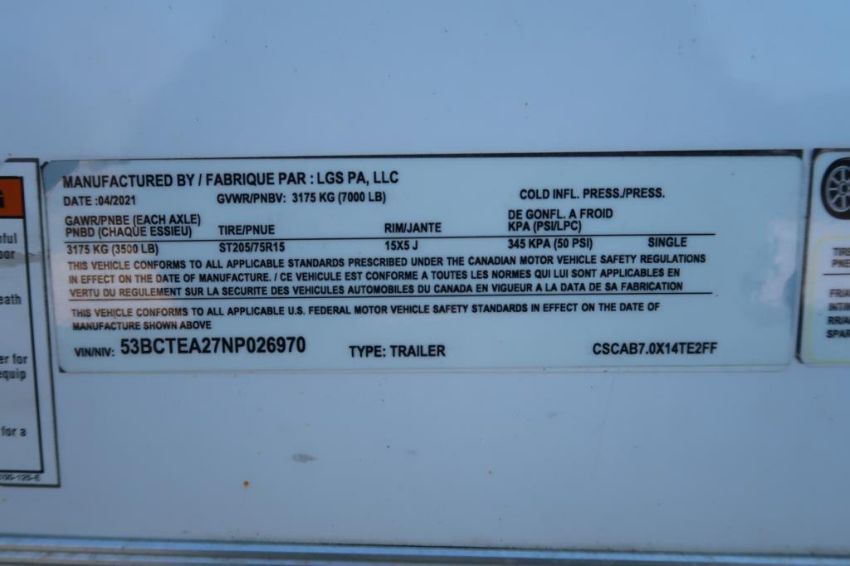 MANUFACTURED BY / FABRIQUE PAR : LGS PA, LLC
DATE :04/2021 GVWR/PNBV: 3175 KG (7000 LB) COLD INFL. PRESS./PRESS.
GAWR/PNBE (EACH AXLE) DE GONFL. A FROID
PNBD (CHAQUE ESSIEU) TIRE/PNUE RIM/JANTE KPA (PSI/LPC)
3175 KG (3500 LB) ST205/75R15 15X5 J 345 KPA (50 PSI) SINGLE
THIS VEHICLE CONFORMS TO ALL APPLICABLE STANDARDS PRESCRIBED UNDER THE CANADIAN MOTOR VEHICLE SAFETY REGULATIONS
IN EFFECT ON THE DATE OF MANUFACTURE. / CE VEHICULE EST CONFORME A TOUTES LES NORMES QUI LUI SONT APPLICABLES EN
VERTU DU REGULEMENT SUR LA SECURITE DES VEHICULES AUTOMOBILES DU CANADA EN VIGUEUR A LA DATA DE SA FABRICATION
THIS VEHICLE CONFORMS TO ALL APPLICABLE U.S. FEDERAL MOTOR VEHICLE SAFETY STANDARDS IN EFFECT ON THE DATE OF
MANUFACTURE SHOWN ABOVE
VIN/NIV: 53BCTEA27NP026970 TYPE: TRAILER CSCAB7.0X14TE2FF
er for
equip
for a